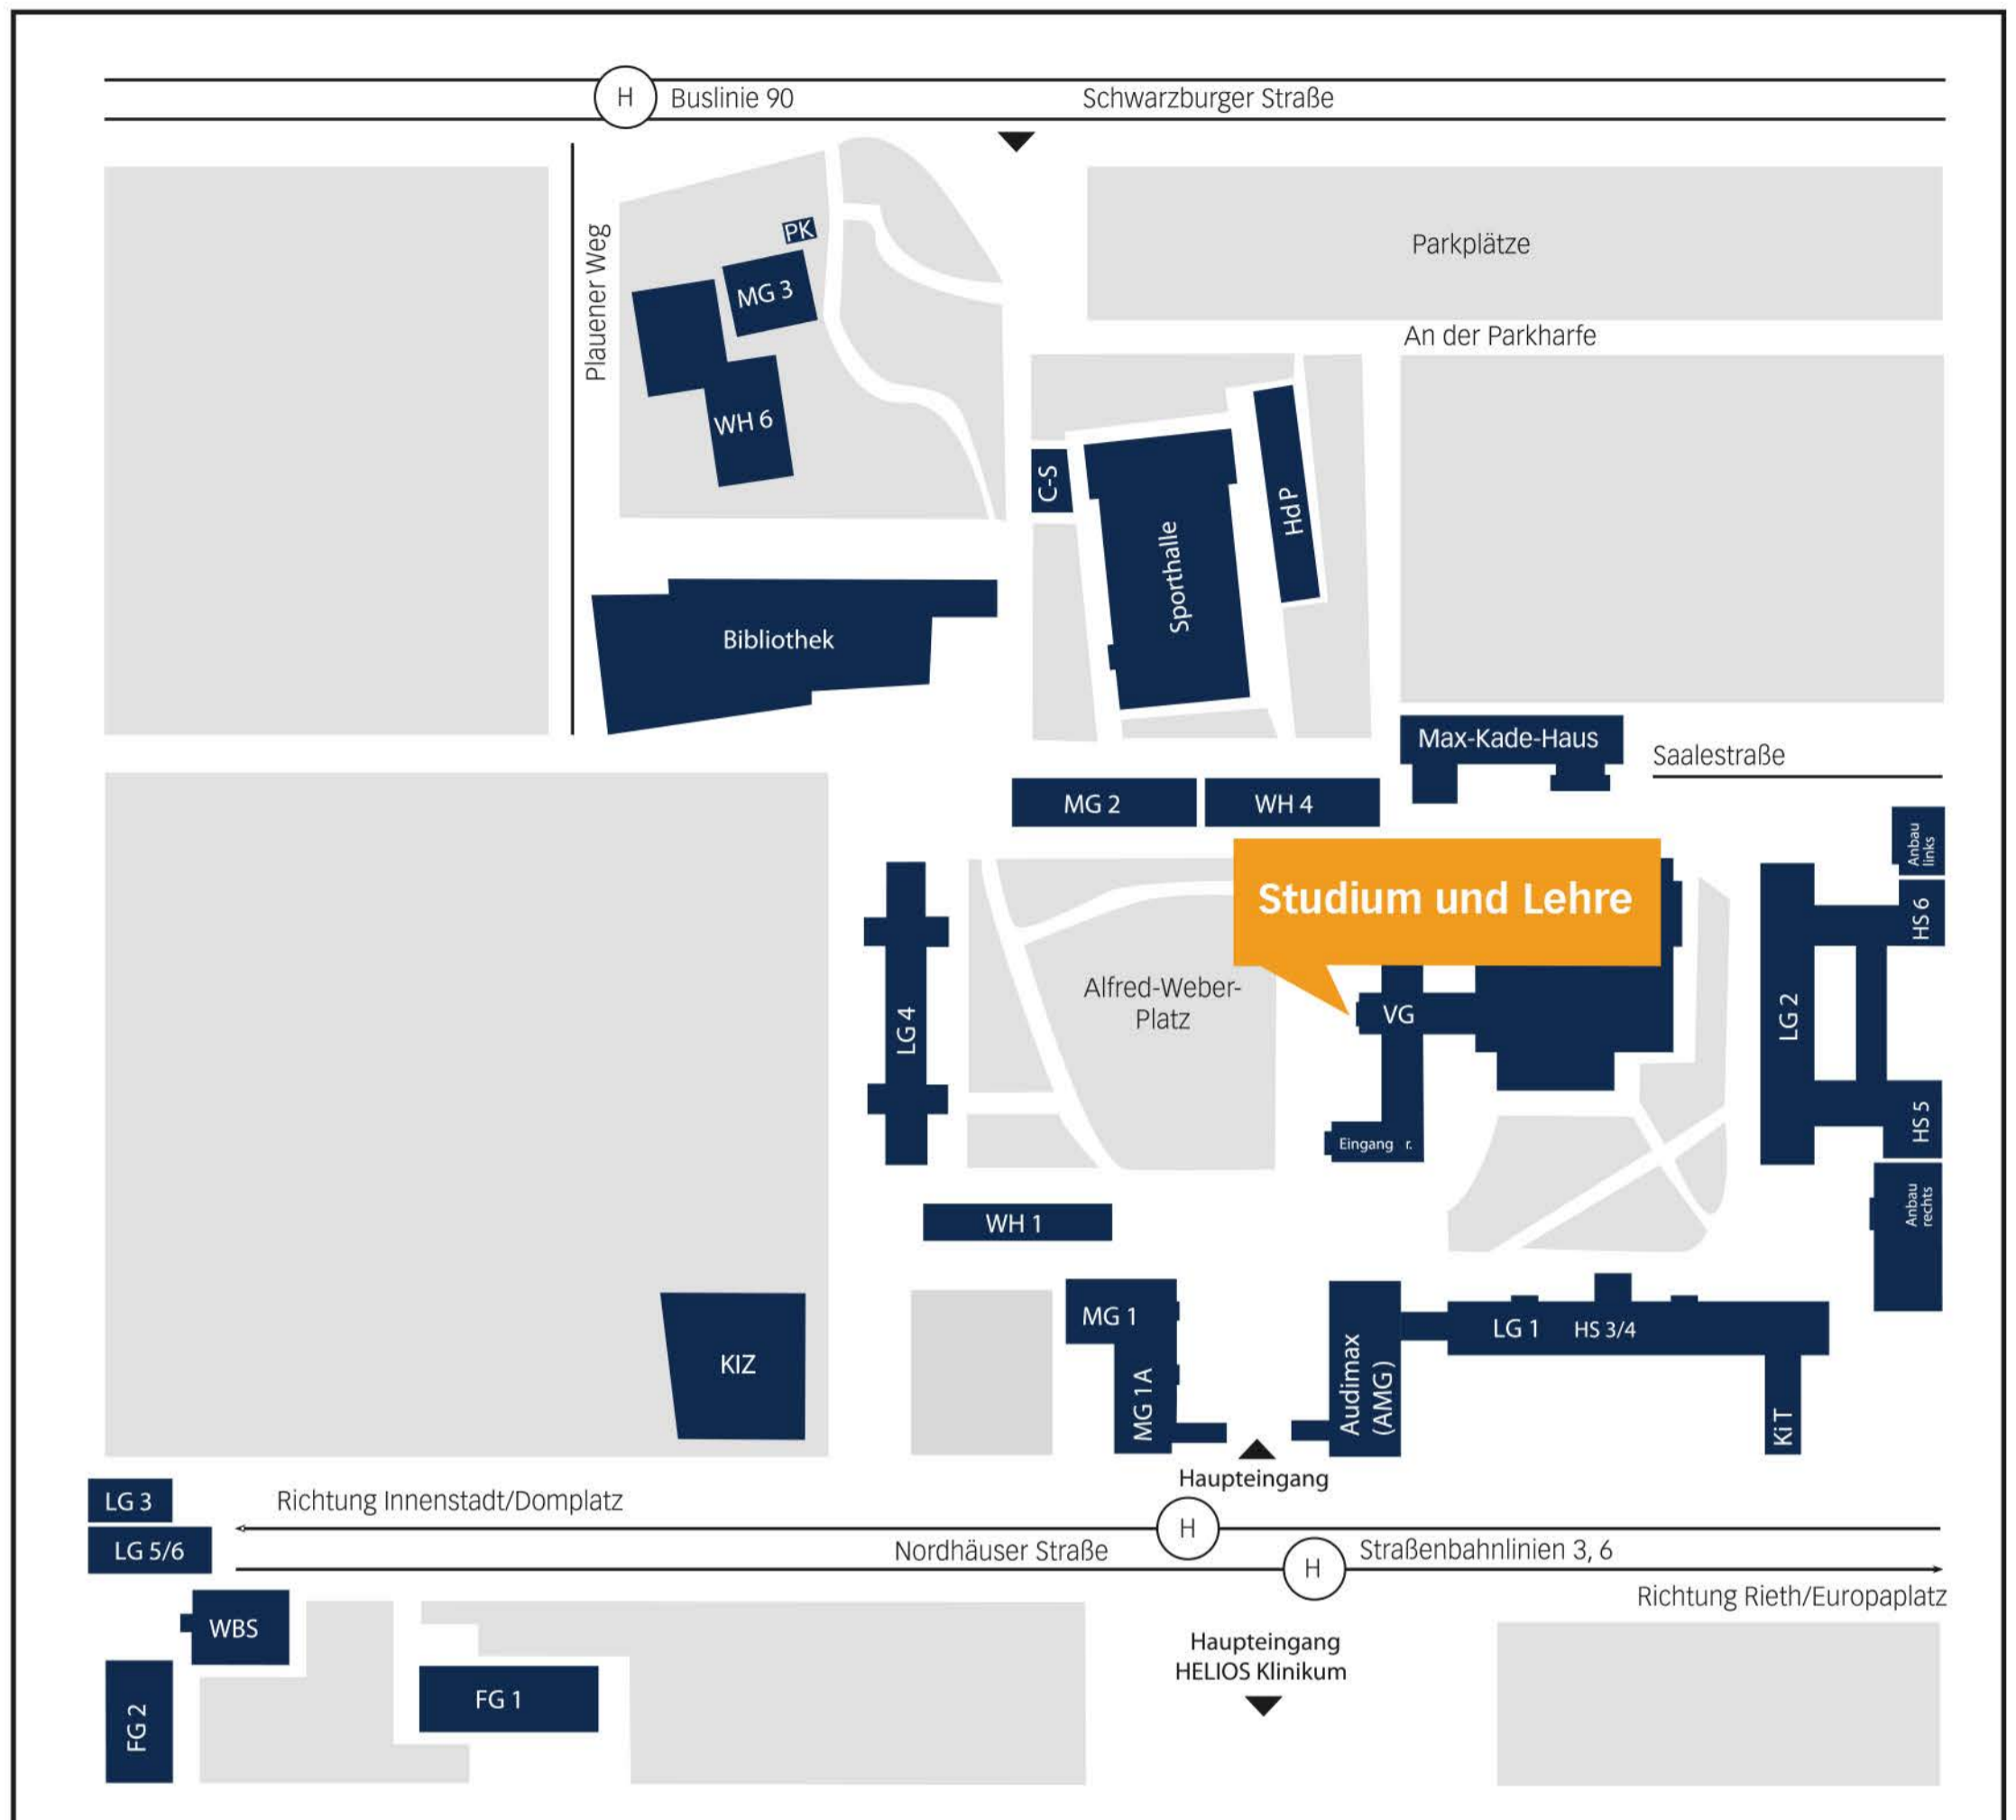 H Buslinie 90 Schwarzburger Straße
Plauener Weg
PK
MG 3
WH 6
Parkplätze
An der Parkharfe
C-S
Sporthalle
HdP
Bibliothek
Max-Kade-Haus
Saalestraße
MG 2
WH 4
Studium und Lehre
Anbau
links
HS 6
LG 4
Alfred-Weber-
Platz
VG
LG 2
Eingang r.
HS 5
Anbau
rechts
WH 1
KIZ
MG 1
MG 1A
Audimax
(AMG)
LG 1
HS 3/4
KiT
Haupteingang
LG 3
Richtung Innenstadt/Domplatz
H
LG 5/6
Nordhäuser Straße
H
Straßenbahnlinien 3, 6
Richtung Rieth/Europaplatz
WBS
Haupteingang
HELIOS Klinikum
FG 2
FG 1